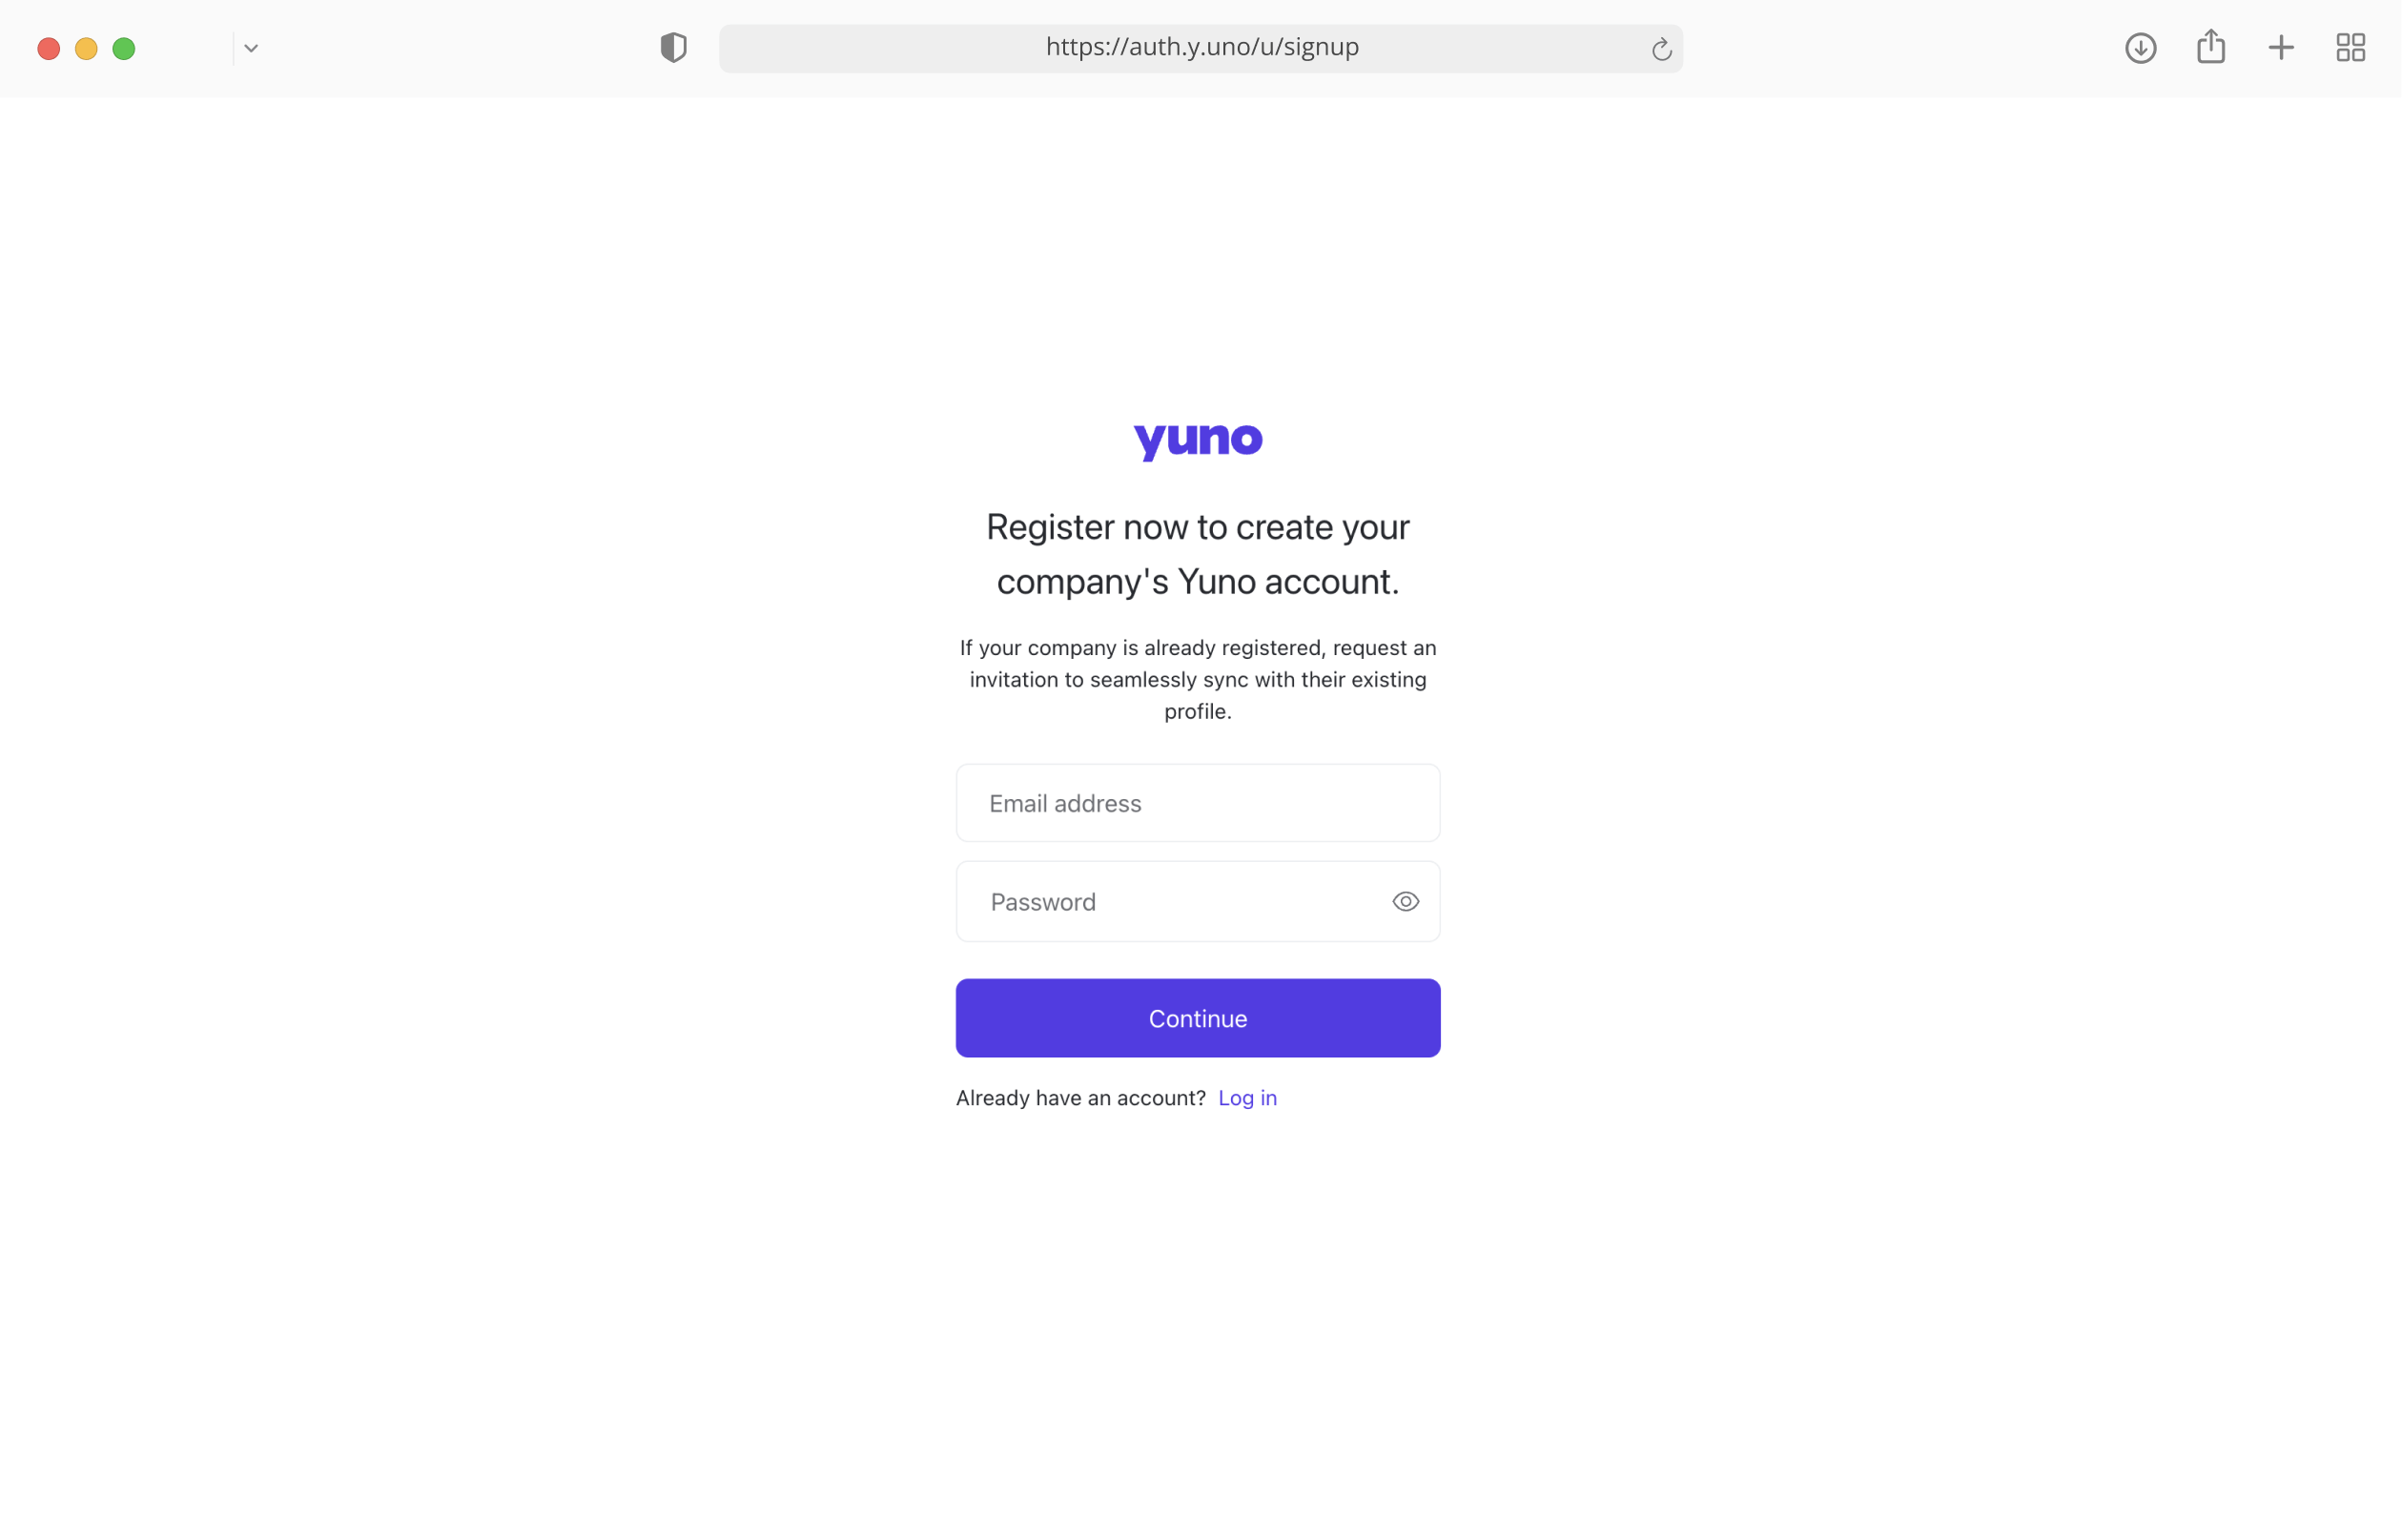 https://auth.y.uno/u/signup
yuno
Register now to create your
company's Yuno account.
If your company is already registered, request an
invitation to seamlessly sync with their existing
profile.
Email address
Password
Continue
Already have an account? Log in